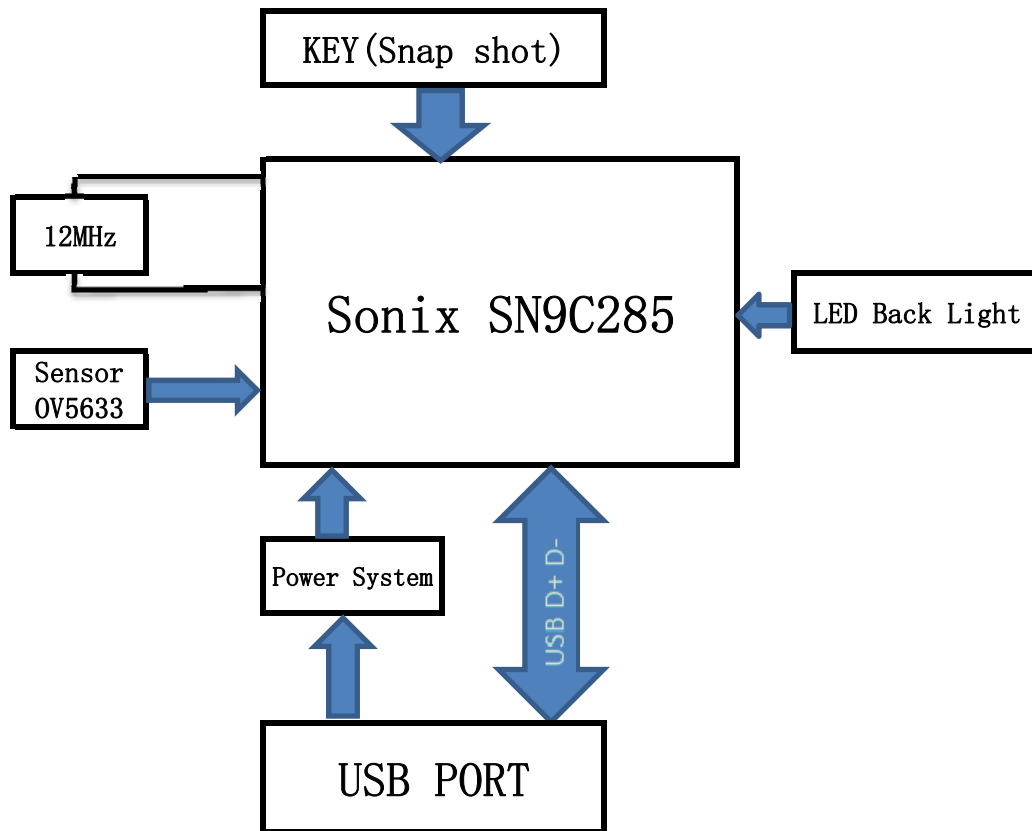 KEY(Snap shot)
12MHz
Sonix SN9C285
LED Back Light
Sensor
OV5633
Power System
USB D+ D-
USB PORT